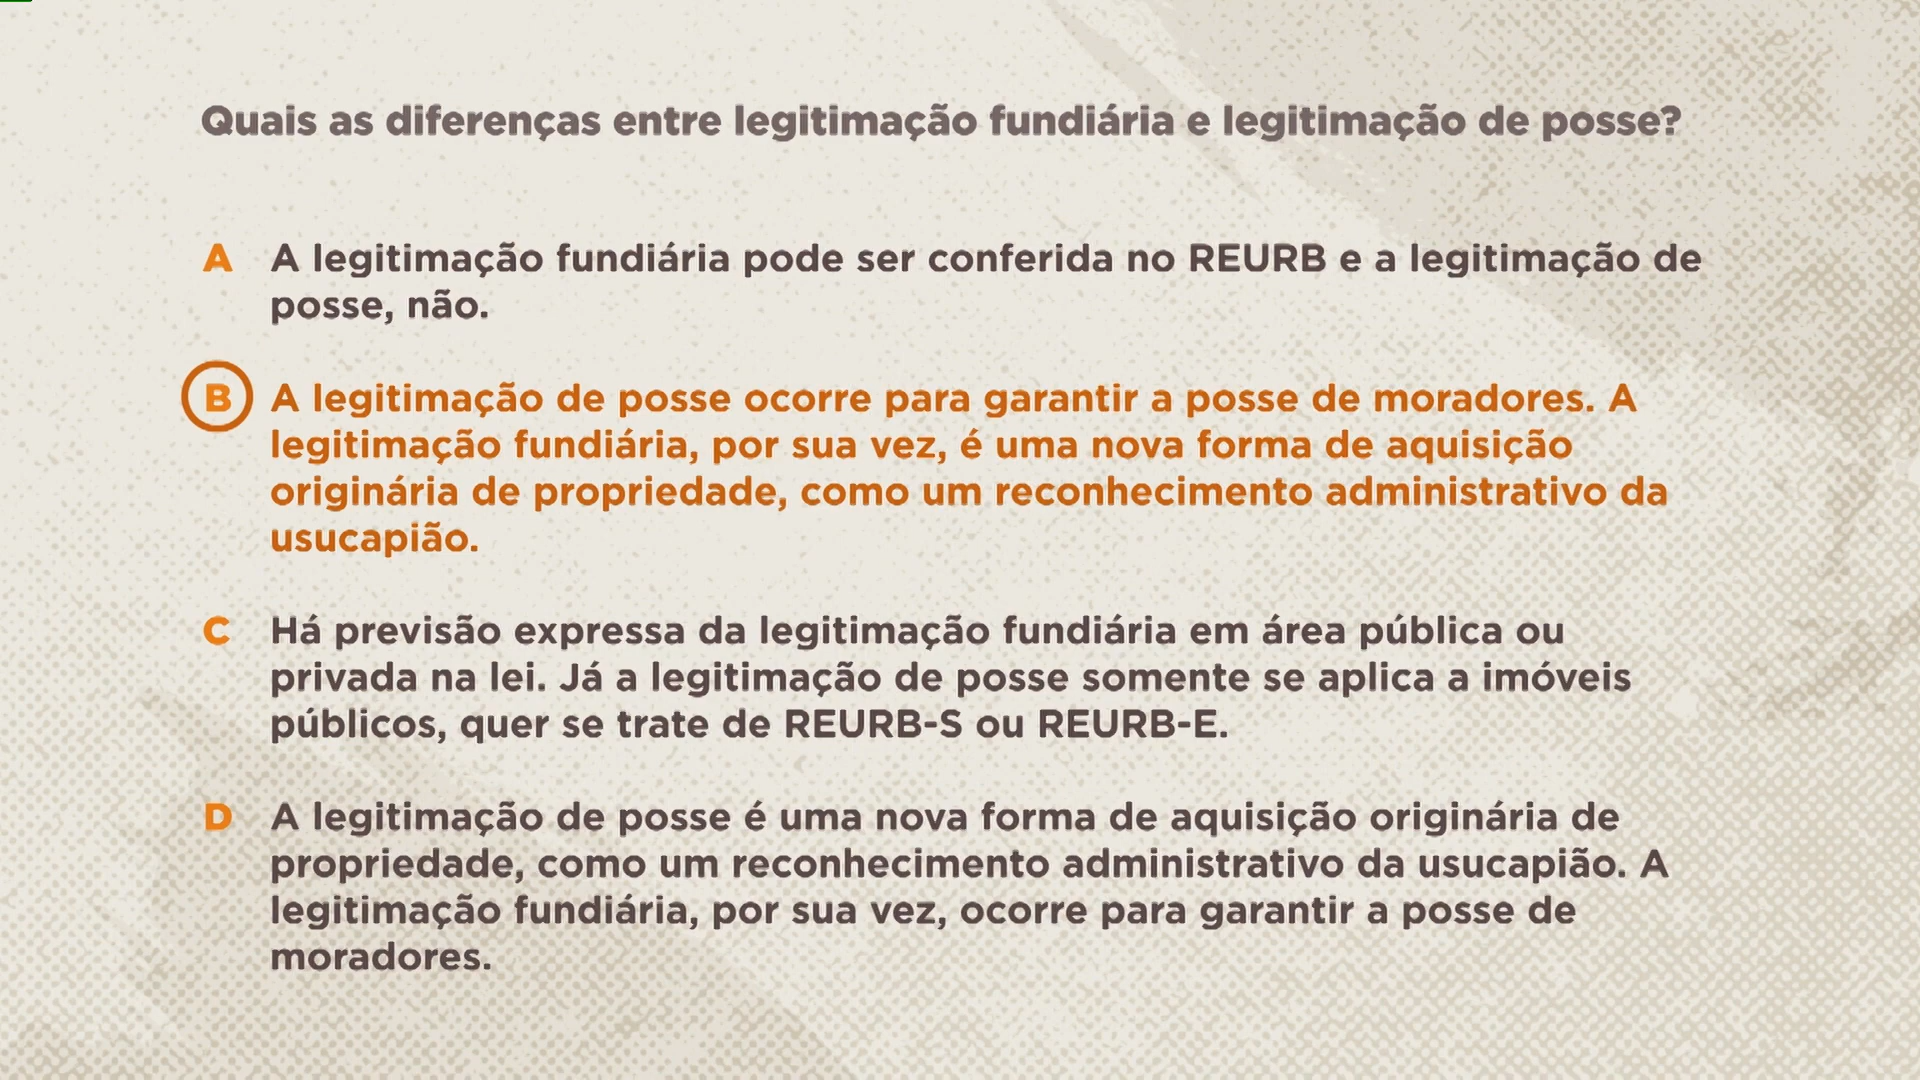 Quais as diferenças entre legitimação fundiária e legitimação de posse?
A A legitimação fundiária pode ser conferida no REURB e a legitimação de
posse, não.
B A legitimação de posse ocorre para garantir a posse de moradores. A
legitimação fundiária, por sua vez, é uma nova forma de aquisição
originária de propriedade, como um reconhecimento administrativo da
usucapião.
C Há previsão expressa da legitimação fundiária em área pública ou
privada na lei. Já a legitimação de posse somente se aplica a imóveis
públicos, quer se trate de REURB-S ou REURB-E.
D A legitimação de posse é uma nova forma de aquisição originária de
propriedade, como um reconhecimento administrativo da usucapião. A
legitimação fundiária, por sua vez, ocorre para garantir a posse de
moradores.